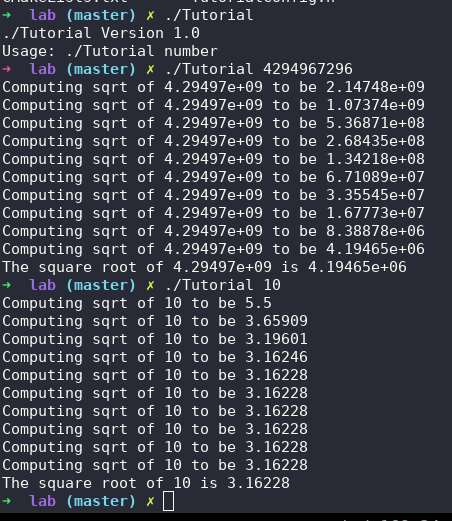 ➜ lab (master) ✗ ./Tutorial
./Tutorial Version 1.0
Usage: ./Tutorial number
➜ lab (master) ✗ ./Tutorial 4294967296
Computing sqrt of 4.29497e+09 to be 2.14748e+09
Computing sqrt of 4.29497e+09 to be 1.07374e+09
Computing sqrt of 4.29497e+09 to be 5.36871e+08
Computing sqrt of 4.29497e+09 to be 2.68435e+08
Computing sqrt of 4.29497e+09 to be 1.34218e+08
Computing sqrt of 4.29497e+09 to be 6.71089e+07
Computing sqrt of 4.29497e+09 to be 3.35545e+07
Computing sqrt of 4.29497e+09 to be 1.67773e+07
Computing sqrt of 4.29497e+09 to be 8.38878e+06
Computing sqrt of 4.29497e+09 to be 4.19465e+06
The square root of 4.29497e+09 is 4.19465e+06
➜ lab (master) ✗ ./Tutorial 10
Computing sqrt of 10 to be 5.5
Computing sqrt of 10 to be 3.65909
Computing sqrt of 10 to be 3.19601
Computing sqrt of 10 to be 3.16246
Computing sqrt of 10 to be 3.16228
Computing sqrt of 10 to be 3.16228
Computing sqrt of 10 to be 3.16228
Computing sqrt of 10 to be 3.16228
Computing sqrt of 10 to be 3.16228
Computing sqrt of 10 to be 3.16228
The square root of 10 is 3.16228
➜ lab (master) ✗